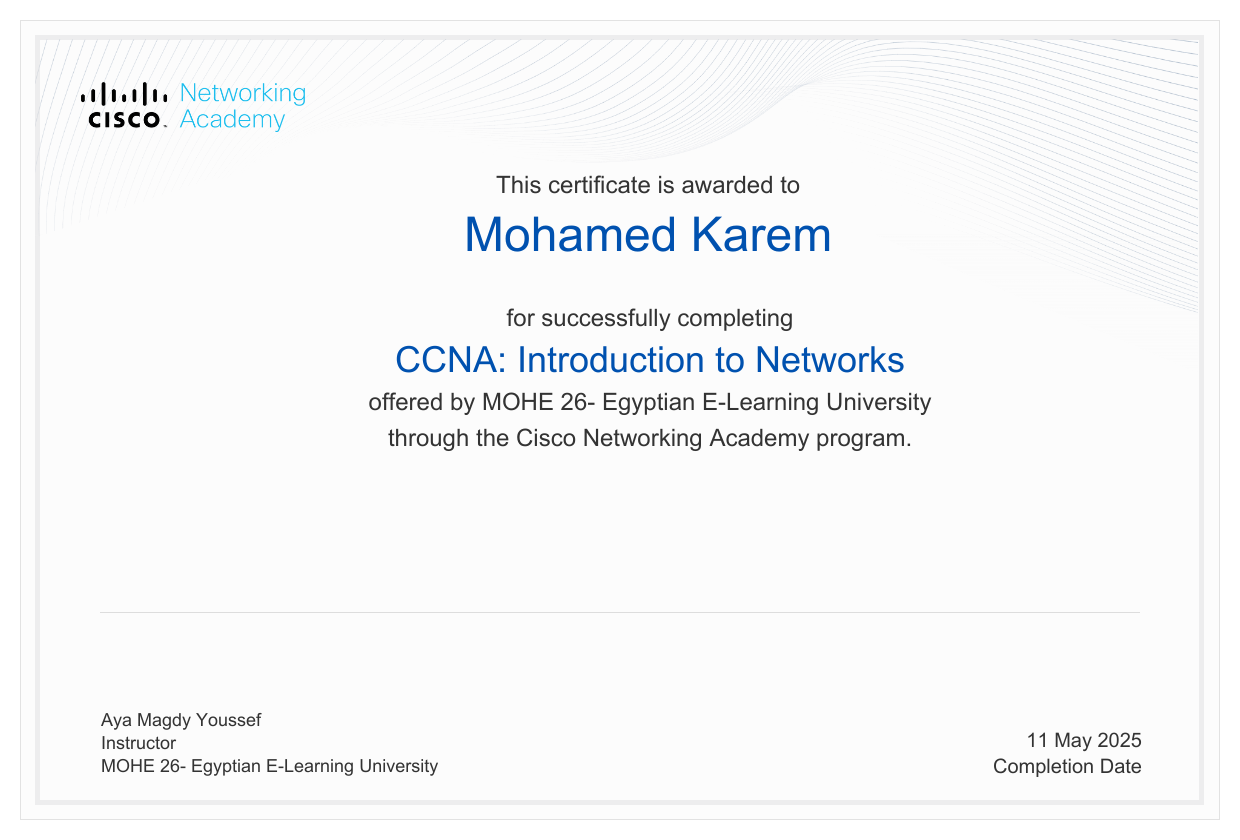 CISCO
Networking
Academy
This certificate is awarded to
Mohamed Karem
for successfully completing
CCNA: Introduction to Networks
offered by MOHE 26- Egyptian E-Learning University
through the Cisco Networking Academy program.
Aya Magdy Youssef
Instructor
MOHE 26- Egyptian E-Learning University
11 May 2025
Completion Date